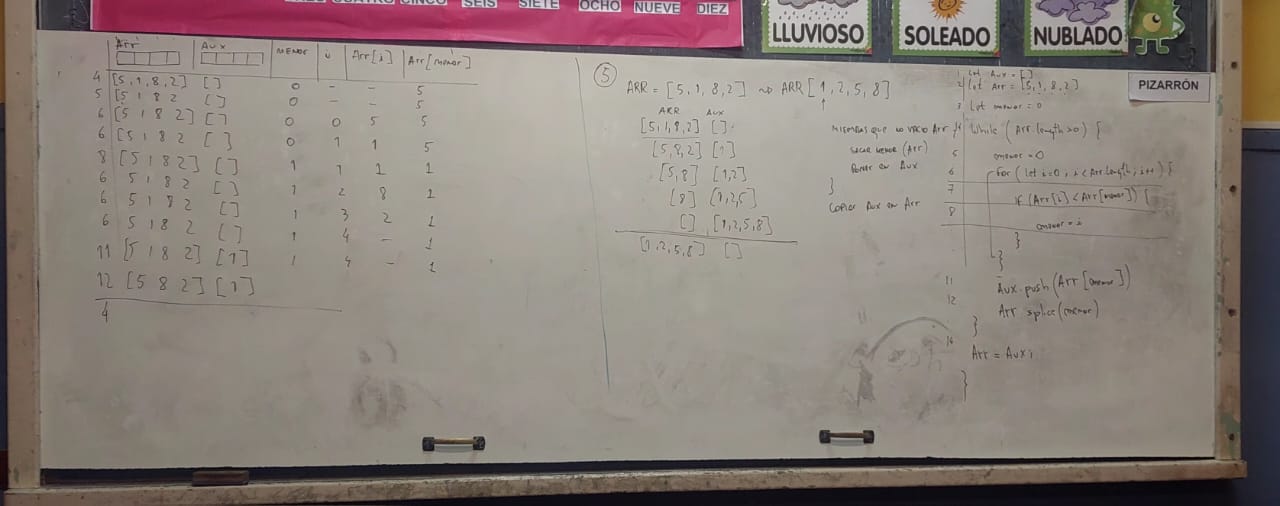 CUATRO CINCO SEIS SIETE OCHO NUEVE DIEZ
LLUVIOSO
SOLEADO
NUBLADO
PIZARRÓN
Arr Aux MENOR i Arr[i] Arr[menor]
4 [5,1,8,2] [] 0 - - 5
5 [5 1 8 2 [] 0 - - 5
6 [5 1 8 2] [] 0 0 5 5
6 [5 1 8 2 [] 0 1 1 5
8 [5 1 8 2] [] 1 1 1 1
6 5 1 8 2 [] 1 2 8 1
6 5 1 8 2 [] 1 3 2 1
6 5 1 8 2 [] 1 4 - 1
11 [5 1 8 2] [1] 1 4 - 1
12 [5 8 2] [1]
4
5
ARR = [5,1,8,2] ⇝ ARR[1,2,5,8]
ARR AUX
[5,1,8,2] []
[5,8,2] [1]
[5,8] [1,2]
[8] [1,2,5]
[] [1,2,5,8]
[1,2,5,8] []
MIENTRAS QUE NO VACIO Arr {
SACAR MENOR (Arr)
PONER EN AUX
}
COPIAR AUX EN Arr
1 Let Aux = []
2 Let Arr = [5,1,8,2]
3 Let menor = 0
4 While (Arr.length>0) {
5 menor = 0
6 For (Let i=0, i < Arr.Length; i++) {
7 if (Arr[i] < Arr[menor]) {
8 menor = i
}
}
11 Aux.push(Arr[menor])
12 Arr splice(menor)
}
14 Arr = Aux;
}